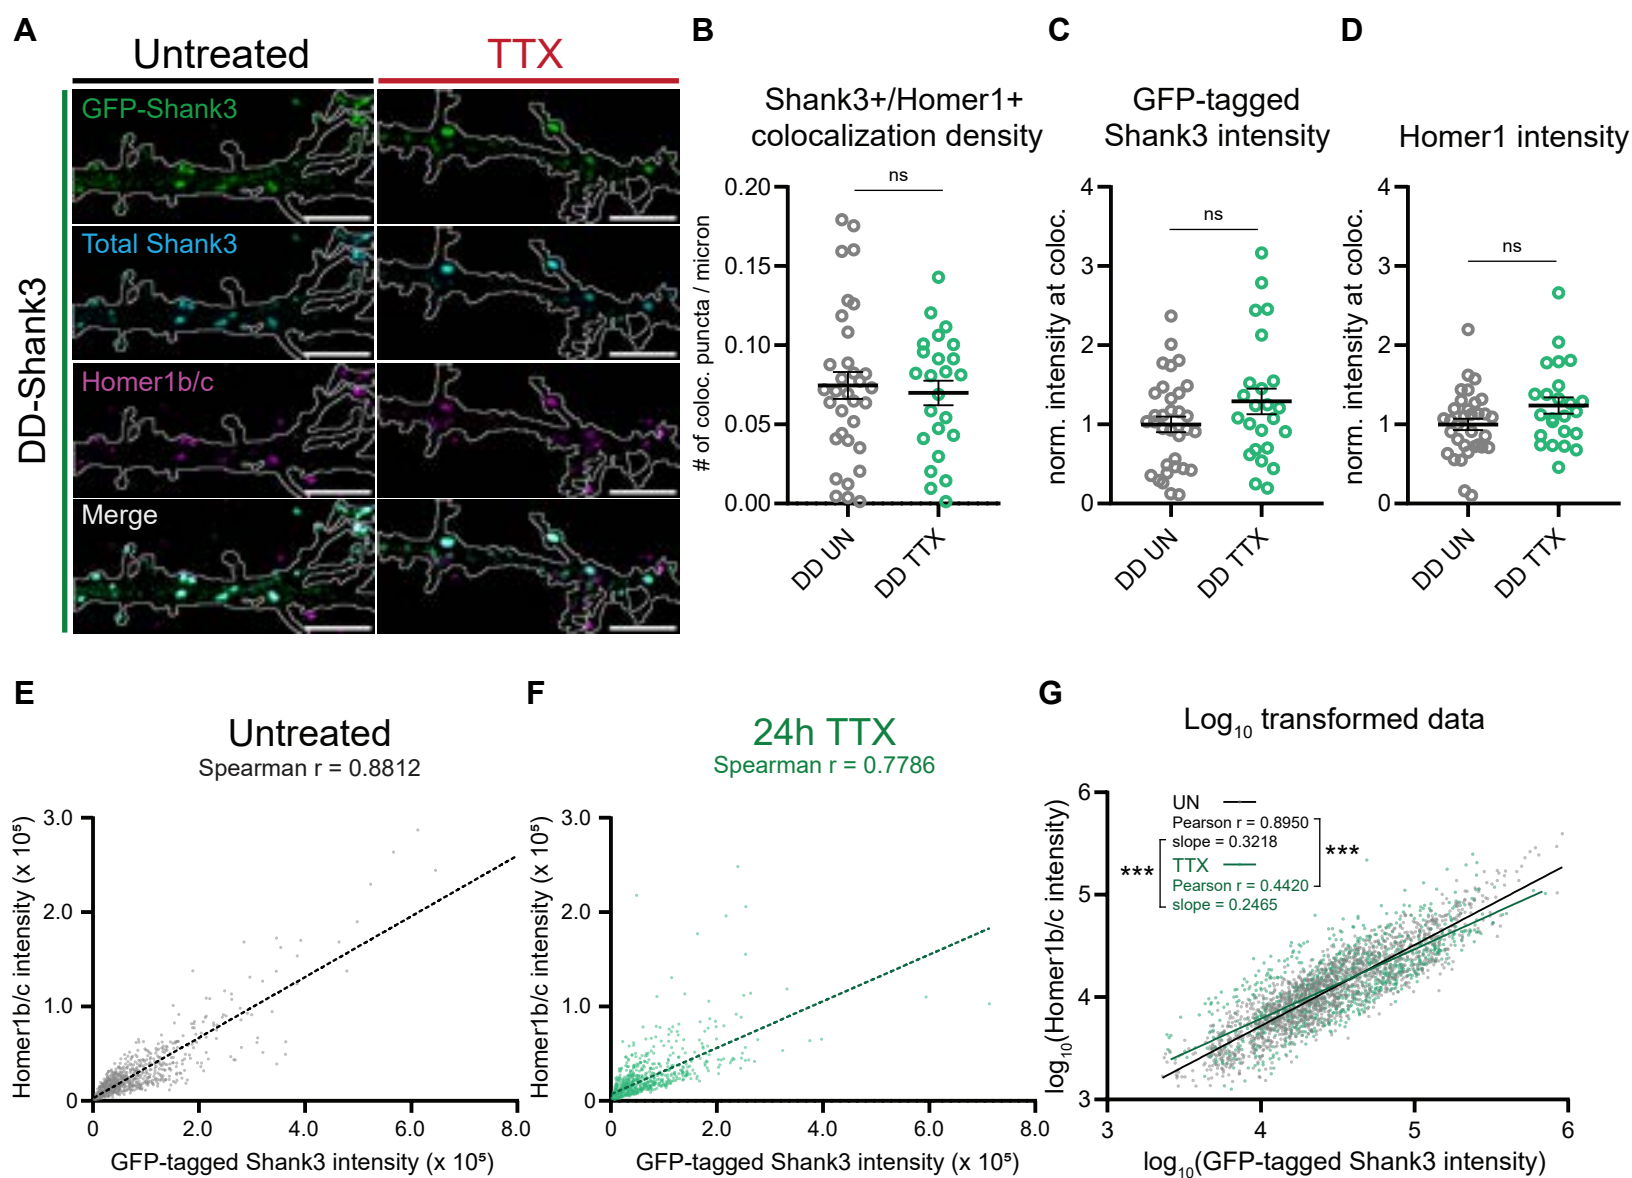 A
Untreated
TTX
DD-Shank3
GFP-Shank3
Total Shank3
Homer1b/c
Merge
B
Shank3+/Homer1+
colocalization density
# of coloc. puncta / micron
0.20
0.15
0.10
0.05
0.00
ns
DD UN
DD TTX
C
GFP-tagged
Shank3 intensity
norm. intensity at coloc.
4
3
2
1
0
ns
DD UN
DD TTX
D
Homer1 intensity
norm. intensity at coloc.
4
3
2
1
0
ns
DD UN
DD TTX
E
Untreated
Spearman r = 0.8812
Homer1b/c intensity (x 10⁵)
3.0
2.0
1.0
0
0 2.0 4.0 6.0 8.0
GFP-tagged Shank3 intensity (x 10⁵)
F
24h TTX
Spearman r = 0.7786
Homer1b/c intensity (x 10⁵)
3.0
2.0
1.0
0
0 2.0 4.0 6.0 8.0
GFP-tagged Shank3 intensity (x 10⁵)
G
Log₁₀ transformed data
log₁₀(Homer1b/c intensity)
6
5
4
3
UN
Pearson r = 0.8950
slope = 0.3218
TTX
Pearson r = 0.4420
slope = 0.2465
***
***
3 4 5 6
log₁₀(GFP-tagged Shank3 intensity)